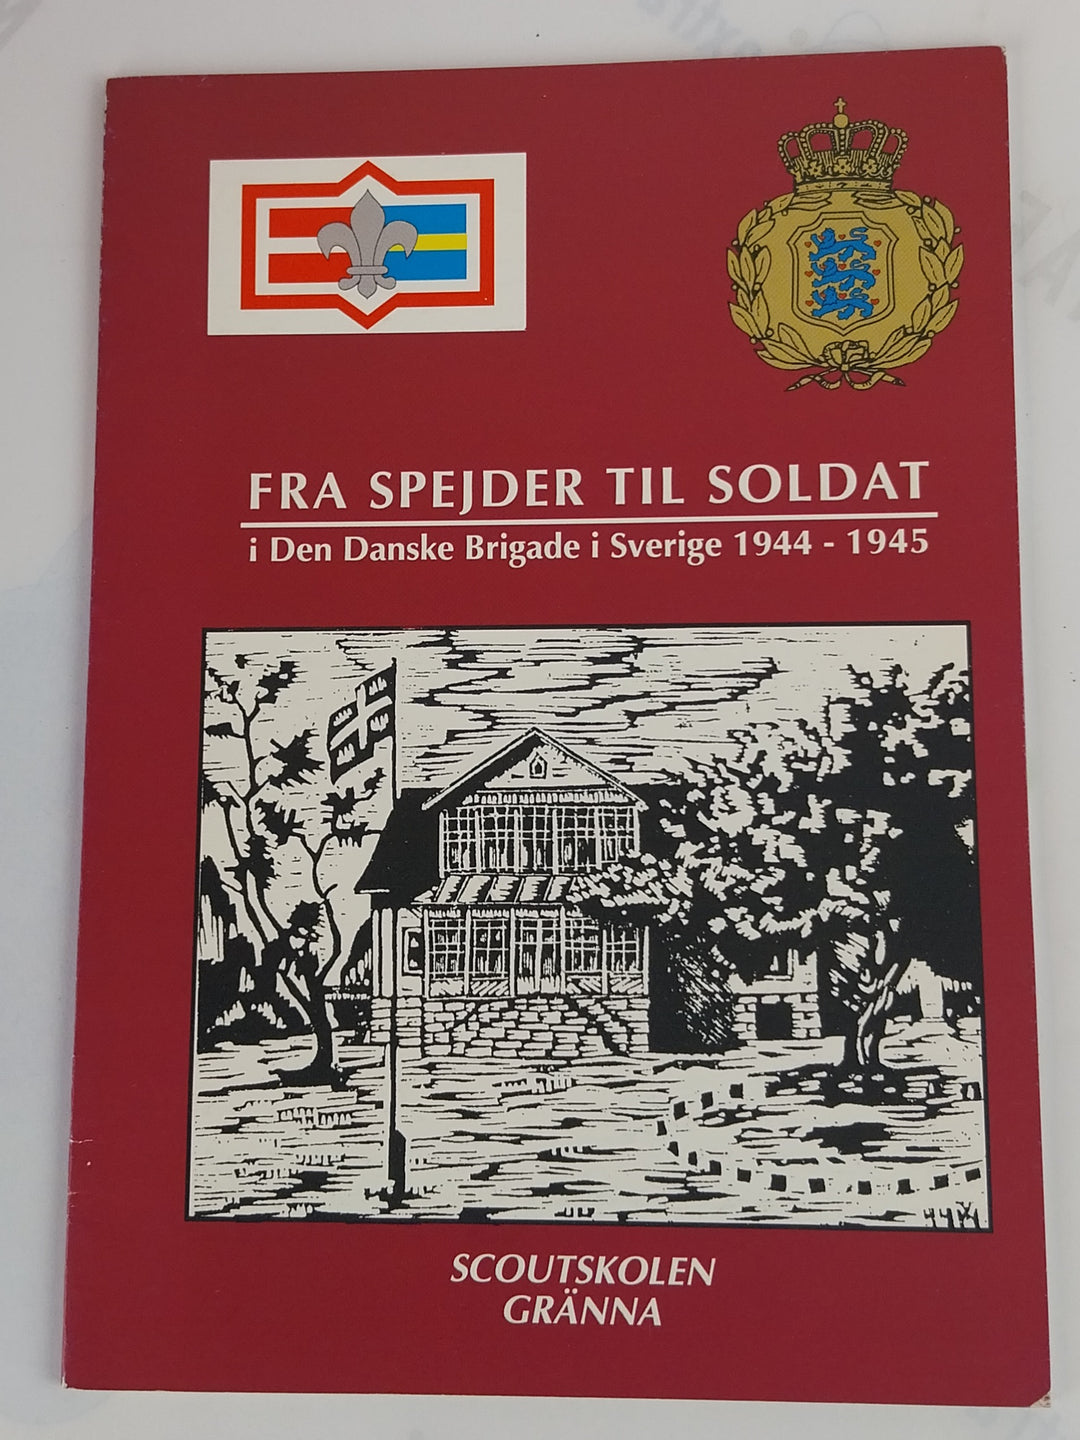 FRA SPEJDER TIL SOLDAT
i Den Danske Brigade i Sverige 1944 - 1945
SCOUTSKOLEN
GRÄNNA